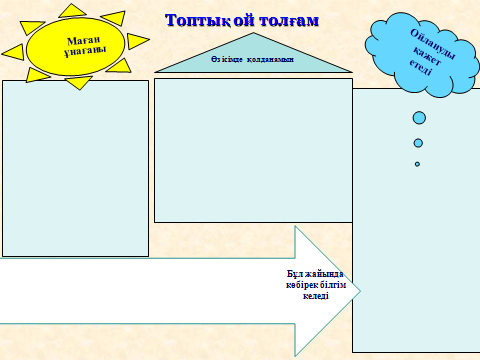 Топтық ой толғам
Маған
ұнағаны
Өз ісімде қолданамын
Ойлануды
қажет
етеді
Бұл жайында
көбірек білгім
келеді